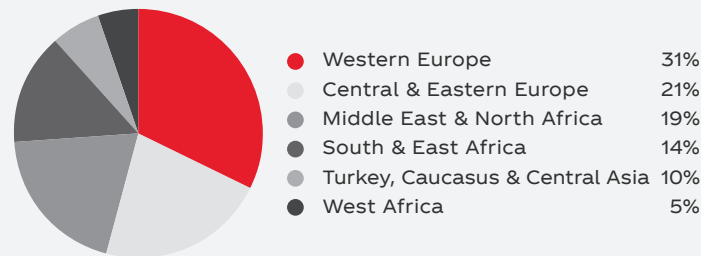 Western Europe 31%
Central & Eastern Europe 21%
Middle East & North Africa 19%
South & East Africa 14%
Turkey, Caucasus & Central Asia 10%
West Africa 5%